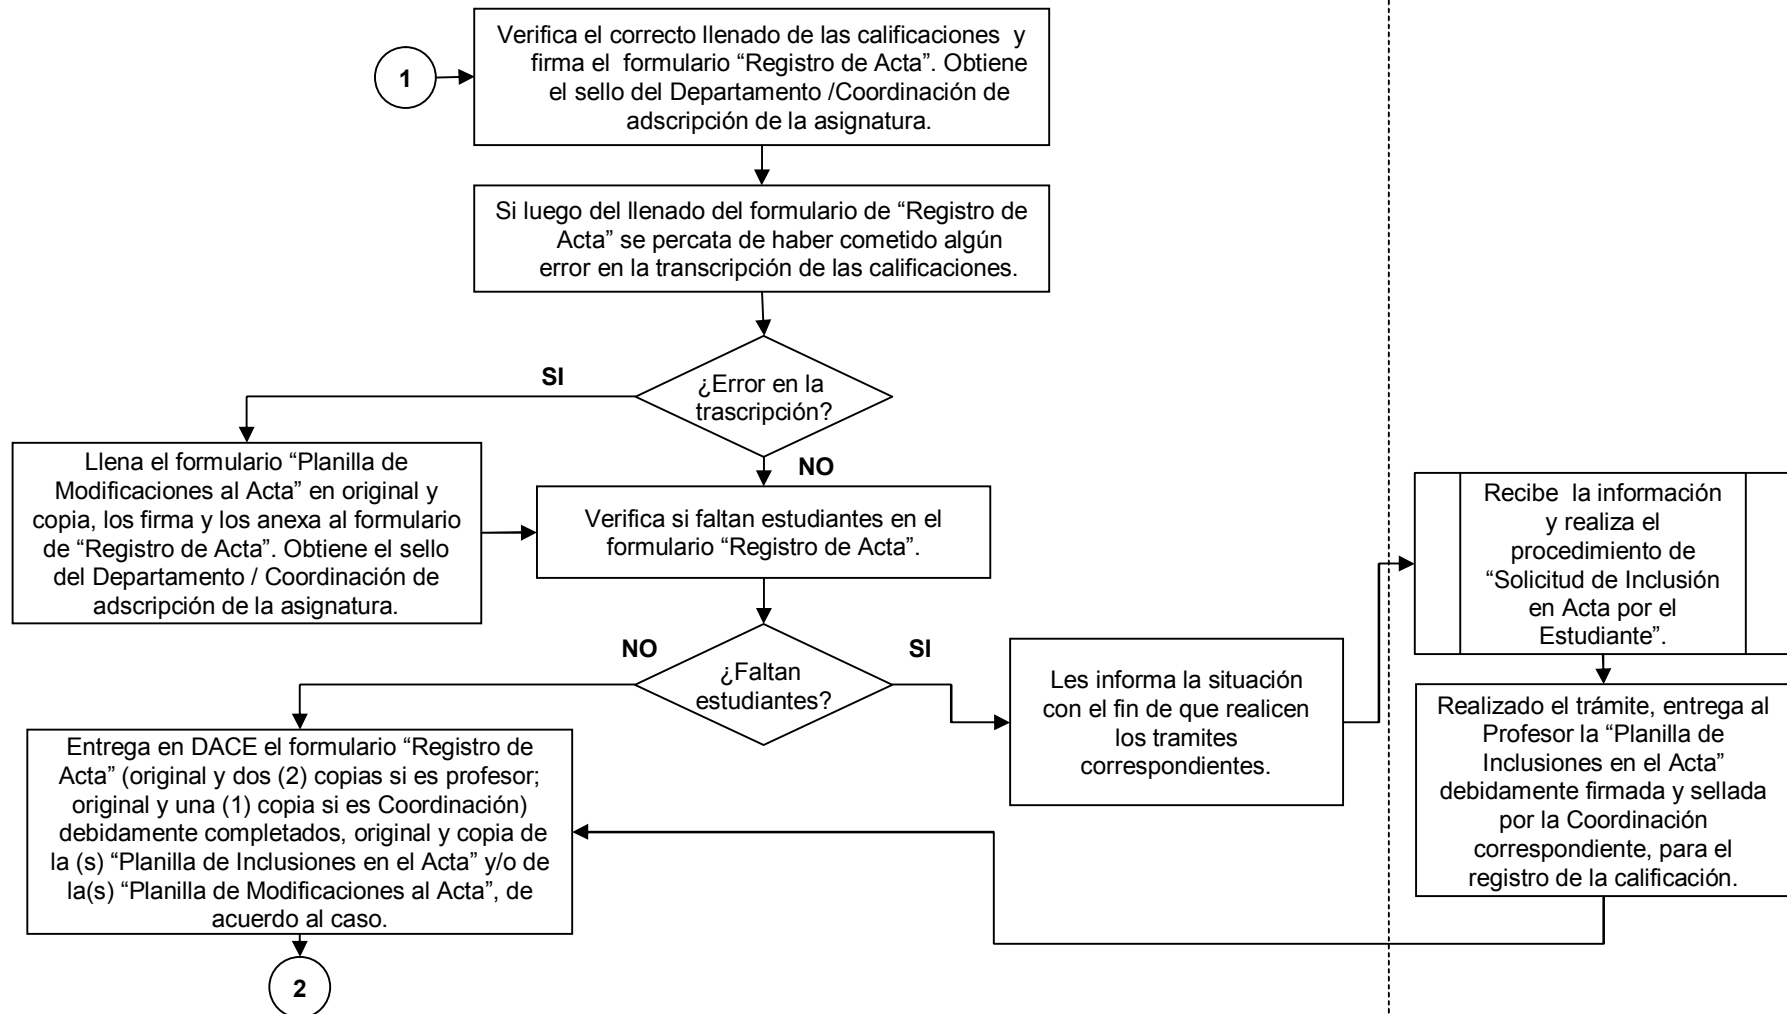 1
Verifica el correcto llenado de las calificaciones y
firma el formulario “Registro de Acta”. Obtiene
el sello del Departamento /Coordinación de
adscripción de la asignatura.
Si luego del llenado del formulario de “Registro de
Acta” se percata de haber cometido algún
error en la transcripción de las calificaciones.
¿Error en la
trascripción?
SI
NO
Llena el formulario “Planilla de
Modificaciones al Acta” en original y
copia, los firma y los anexa al formulario
de “Registro de Acta”. Obtiene el sello
del Departamento / Coordinación de
adscripción de la asignatura.
Verifica si faltan estudiantes en el
formulario “Registro de Acta”.
¿Faltan
estudiantes?
NO
SI
Les informa la situación
con el fin de que realicen
los tramites
correspondientes.
Recibe la información
y realiza el
procedimiento de
“Solicitud de Inclusión
en Acta por el
Estudiante”.
Realizado el trámite, entrega al
Profesor la “Planilla de
Inclusiones en el Acta”
debidamente firmada y sellada
por la Coordinación
correspondiente, para el
registro de la calificación.
Entrega en DACE el formulario “Registro de
Acta” (original y dos (2) copias si es profesor;
original y una (1) copia si es Coordinación)
debidamente completados, original y copia de
la (s) “Planilla de Inclusiones en el Acta” y/o de
la(s) “Planilla de Modificaciones al Acta”, de
acuerdo al caso.
2